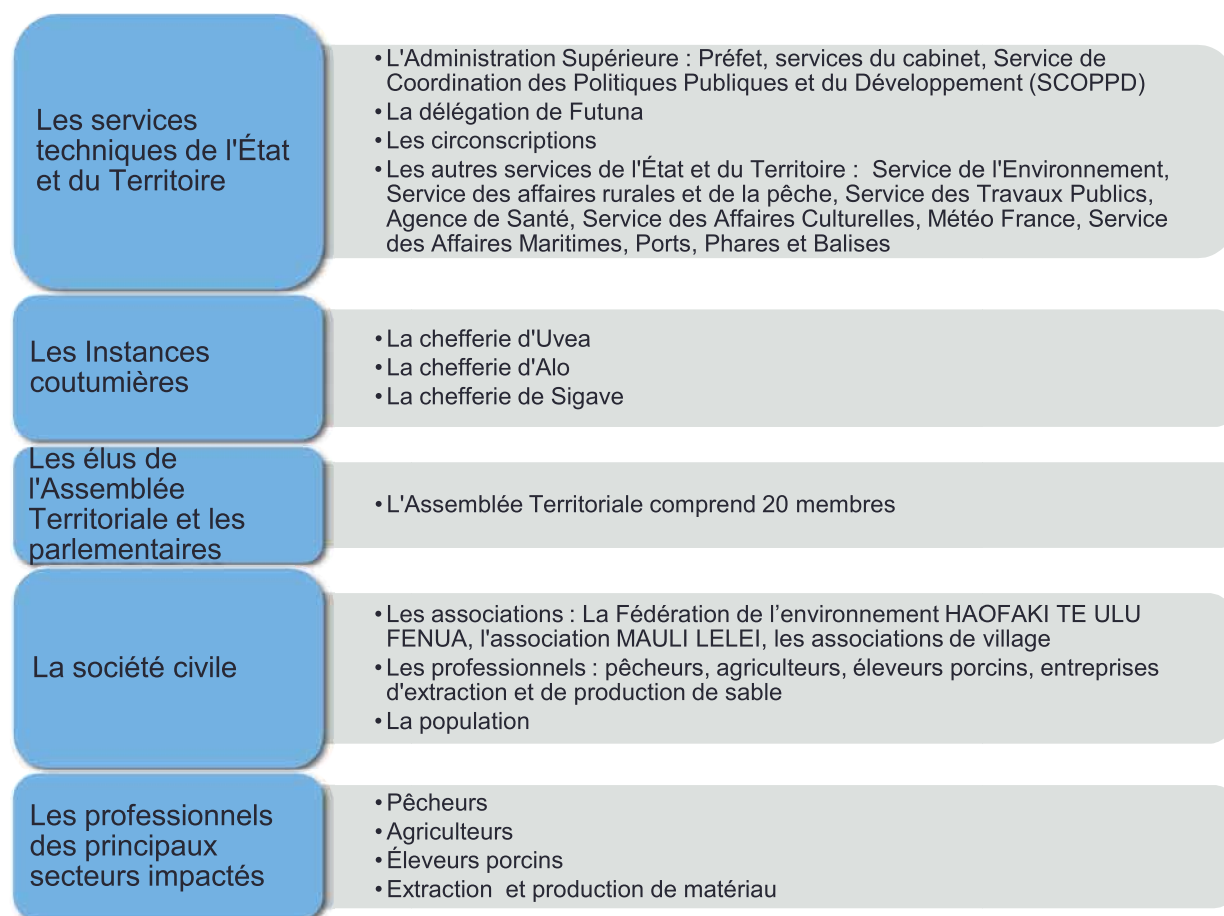 Les services
techniques de l'État
et du Territoire
•L'Administration Supérieure : Préfet, services du cabinet, Service de
Coordination des Politiques Publiques et du Développement (SCOPPD)
•La délégation de Futuna
•Les circonscriptions
•Les autres services de l'État et du Territoire :  Service de l'Environnement,
Service des affaires rurales et de la pêche, Service des Travaux Publics,
Agence de Santé, Service des Affaires Culturelles, Météo France, Service
des Affaires Maritimes, Ports, Phares et Balises
Les Instances
coutumières
•La chefferie d'Uvea
•La chefferie d'Alo
•La chefferie de Sigave
Les élus de
l'Assemblée
Territoriale et les
parlementaires
•L'Assemblée Territoriale comprend 20 membres
La société civile
•Les associations : La Fédération de l’environnement HAOFAKI TE ULU
FENUA, l'association MAULI LELEI, les associations de village
•Les professionnels : pêcheurs, agriculteurs, éleveurs porcins, entreprises
d'extraction et de production de sable
•La population
Les professionnels
des principaux
secteurs impactés
•Pêcheurs
•Agriculteurs
•Éleveurs porcins
•Extraction  et production de matériau